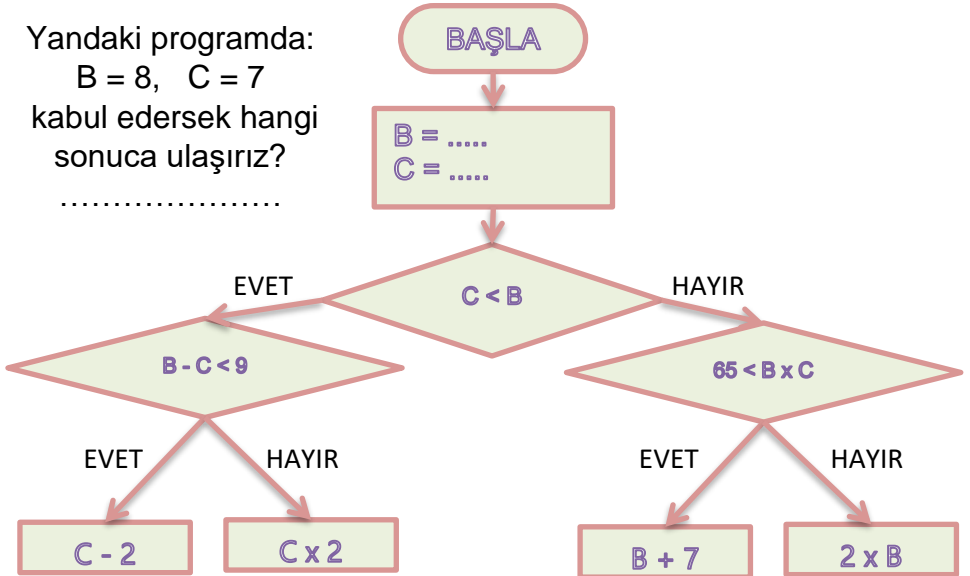 Yandaki programda:
B = 8, C = 7
kabul edersek hangi
sonuca ulaşırız?
…………………
BAŞLA
B = .....
C = .....
C < B
EVET
HAYIR
B - C < 9
65 < B x C
EVET
HAYIR
EVET
HAYIR
C - 2
C x 2
B + 7
2 x B